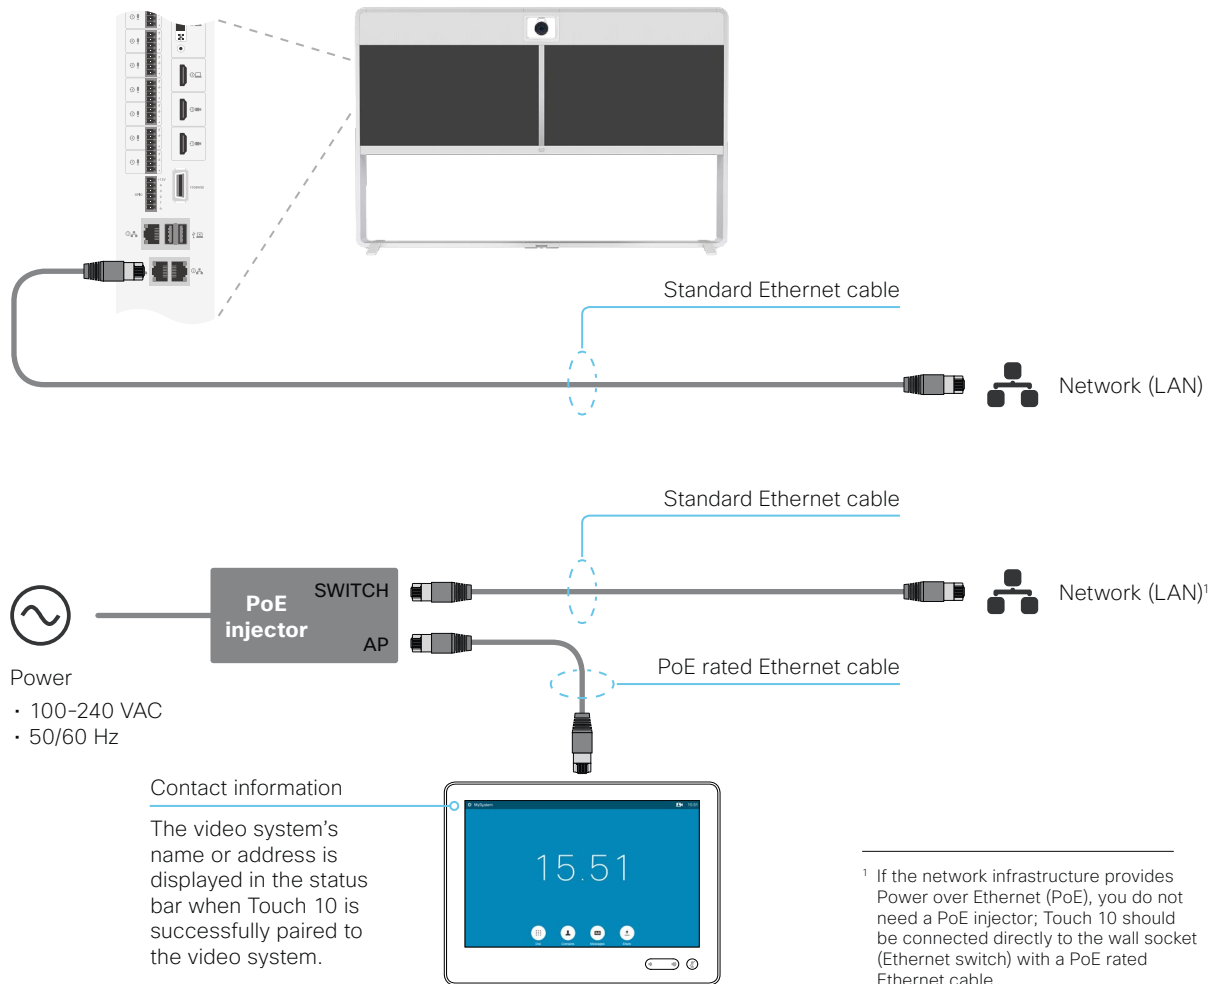 Standard Ethernet cable
Network (LAN)
Standard Ethernet cable
SWITCH
PoE
injector
AP
Network (LAN)¹
PoE rated Ethernet cable
Power
• 100-240 VAC
• 50/60 Hz
Contact information
The video system's
name or address is
displayed in the status
bar when Touch 10 is
successfully paired to
the video system.
MySystem
15:51
15.51
¹ If the network infrastructure provides
Power over Ethernet (PoE), you do not
need a PoE injector; Touch 10 should
be connected directly to the wall socket
(Ethernet switch) with a PoE rated
Ethernet cable